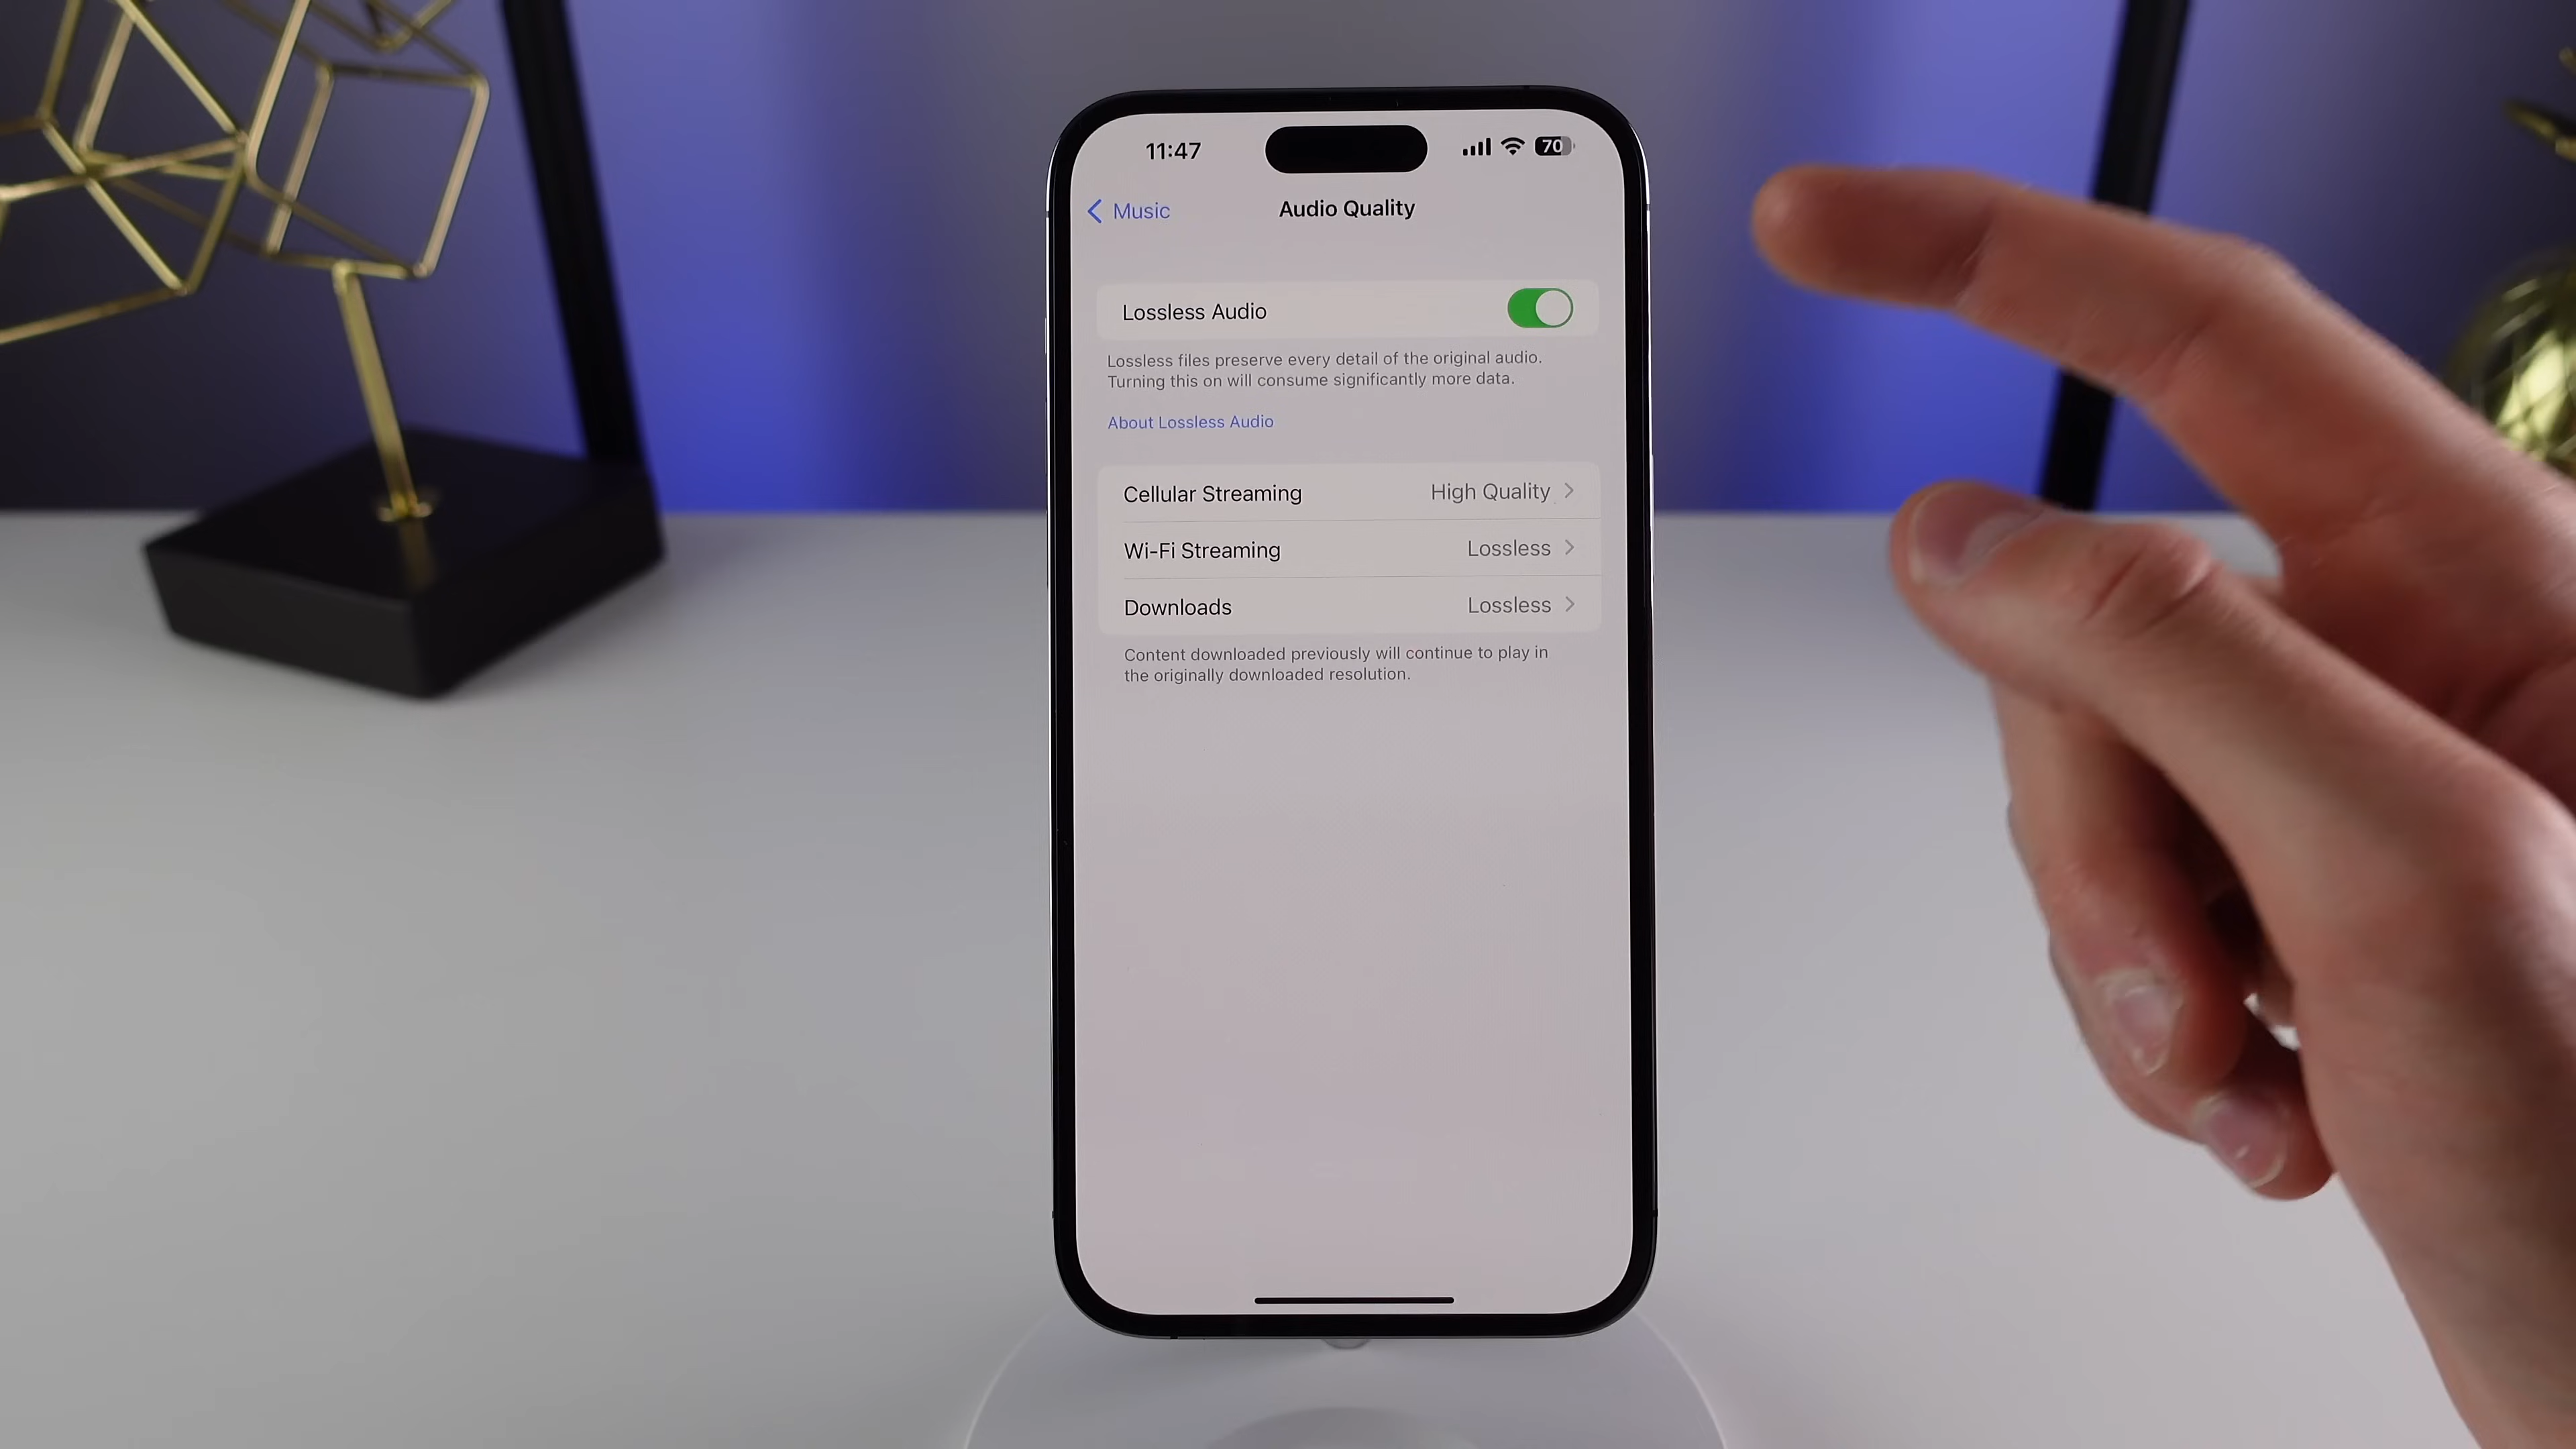 11:47
70
Music
Audio Quality
Lossless Audio
Lossless files preserve every detail of the original audio.
Turning this on will consume significantly more data.
About Lossless Audio
Cellular Streaming High Quality
Wi-Fi Streaming Lossless
Downloads Lossless
Content downloaded previously will continue to play in
the originally downloaded resolution.